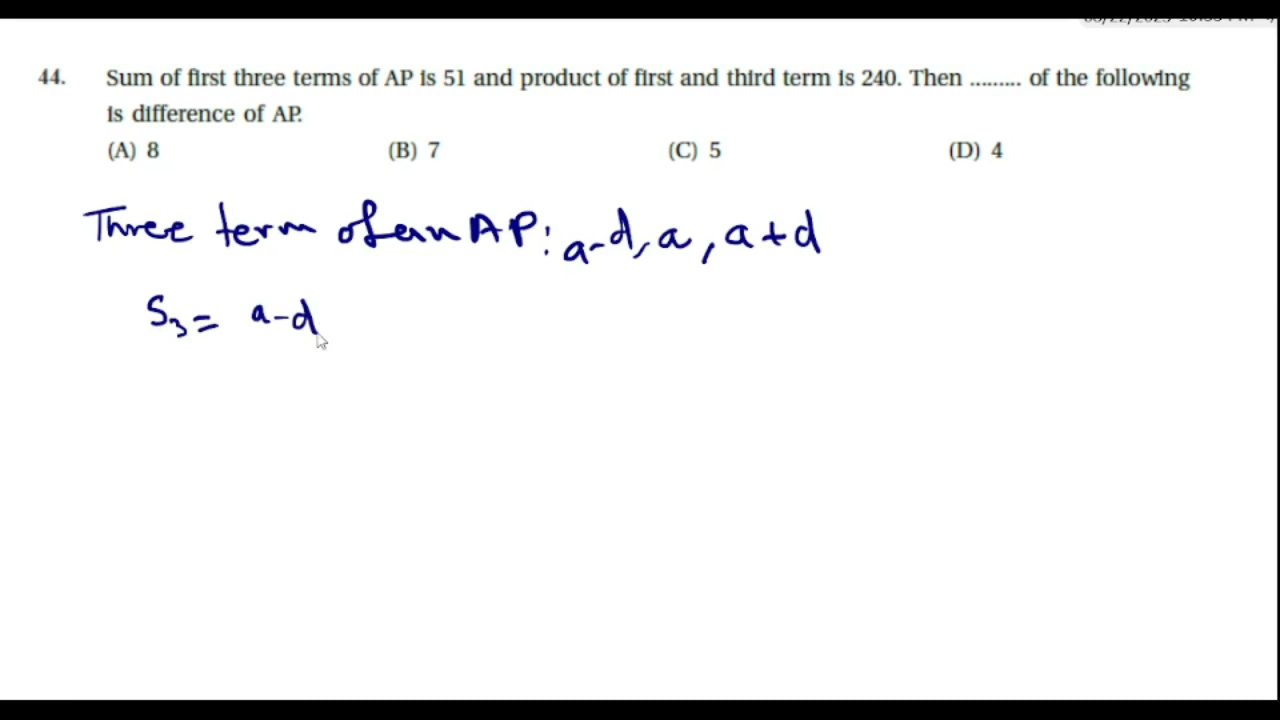 44. Sum of first three terms of AP is 51 and product of first and third term is 240. Then ......... of the following
is difference of AP.
(A) 8 (B) 7 (C) 5 (D) 4
Three term of an AP: a-d, a, a+d
S₃ = a-d